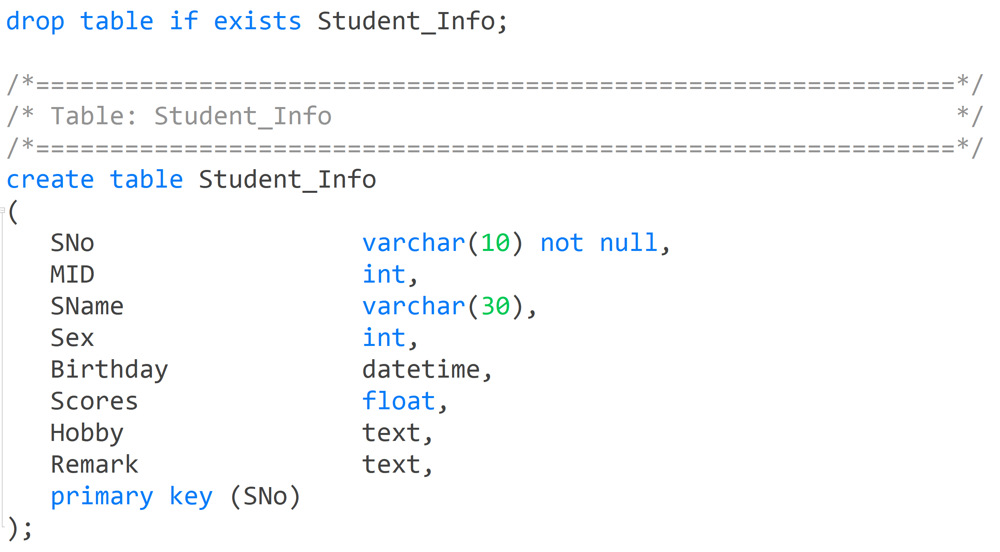 drop table if exists Student_Info;

/*==============================================================*/
/* Table: Student_Info                                          */
/*==============================================================*/
create table Student_Info
(
   SNo                  varchar(10) not null,
   MID                  int,
   SName                varchar(30),
   Sex                  int,
   Birthday             datetime,
   Scores               float,
   Hobby                text,
   Remark               text,
   primary key (SNo)
);